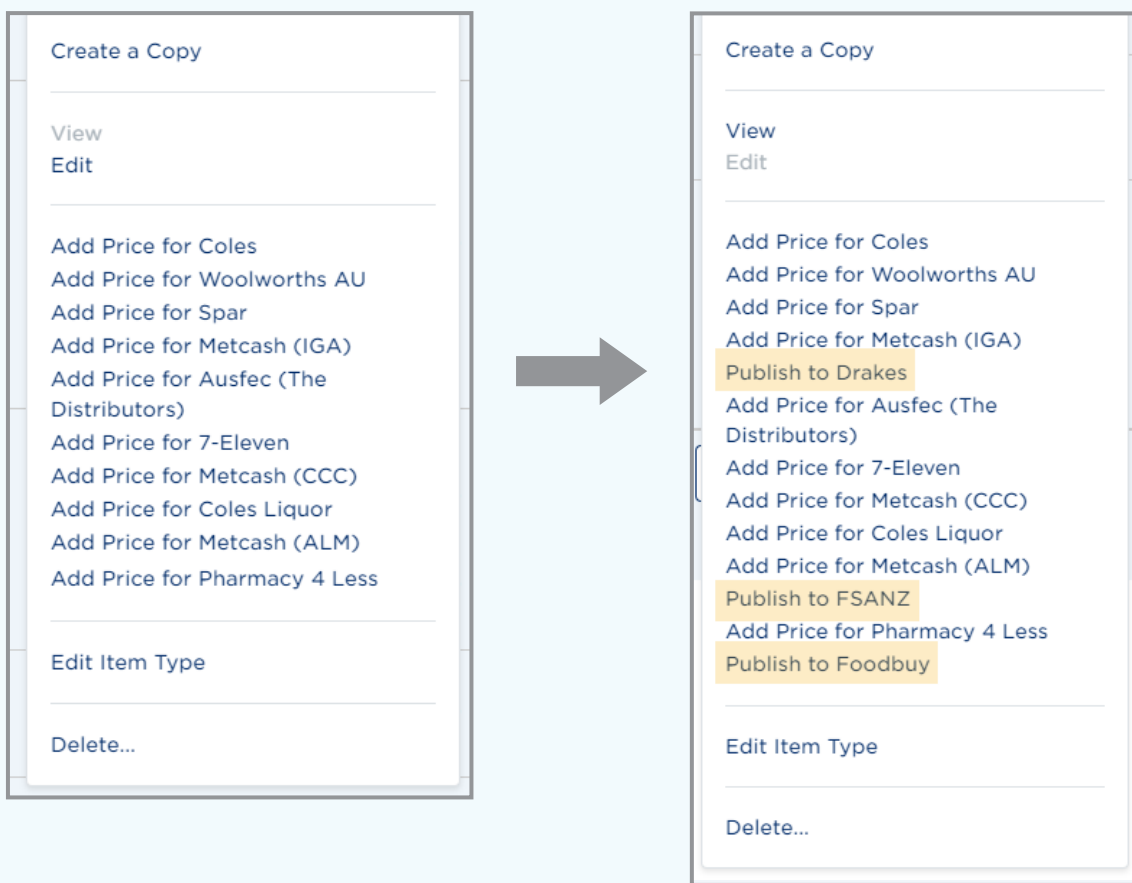 Create a Copy
View
Edit
Add Price for Coles
Add Price for Woolworths AU
Add Price for Spar
Add Price for Metcash (IGA)
Add Price for Ausfec (The
Distributors)
Add Price for 7-Eleven
Add Price for Metcash (CCC)
Add Price for Coles Liquor
Add Price for Metcash (ALM)
Add Price for Pharmacy 4 Less
Edit Item Type
Delete...
Create a Copy
View
Edit
Add Price for Coles
Add Price for Woolworths AU
Add Price for Spar
Add Price for Metcash (IGA)
Publish to Drakes
Add Price for Ausfec (The
Distributors)
Add Price for 7-Eleven
Add Price for Metcash (CCC)
Add Price for Coles Liquor
Add Price for Metcash (ALM)
Publish to FSANZ
Add Price for Pharmacy 4 Less
Publish to Foodbuy
Edit Item Type
Delete...